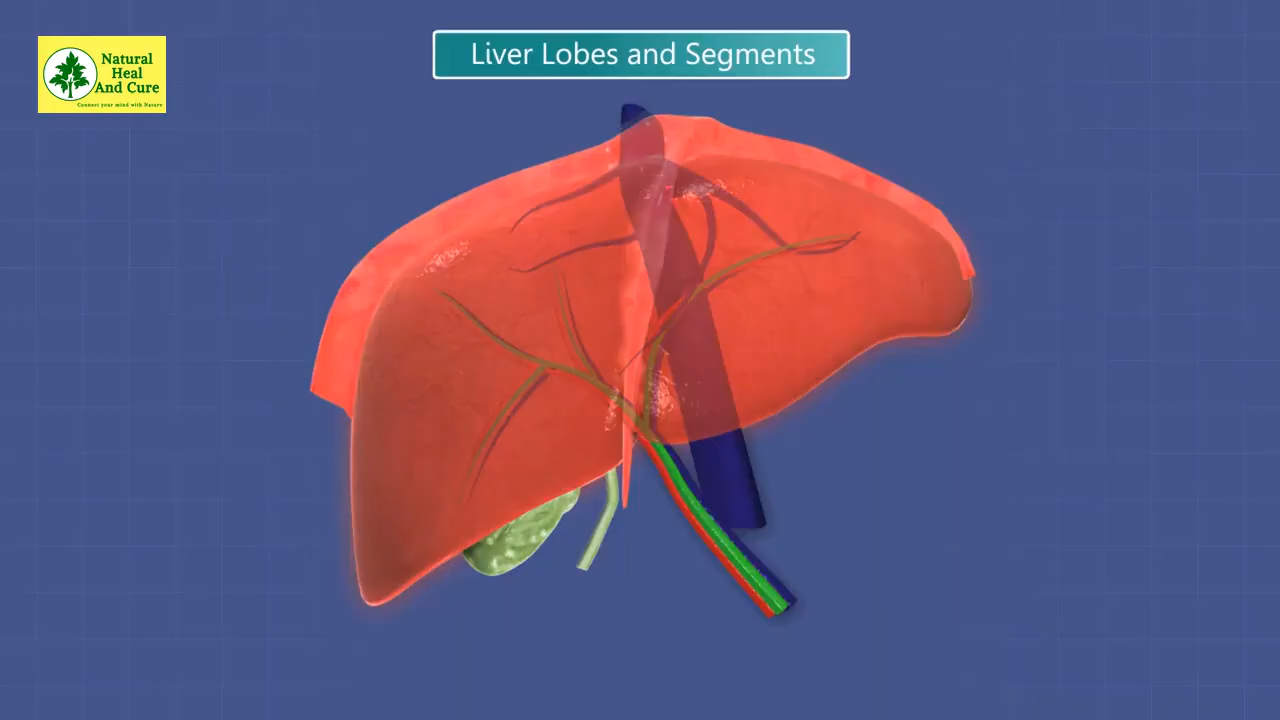 Liver Lobes and Segments
Natural
Heal
And Cure
Connect your mind with Nature